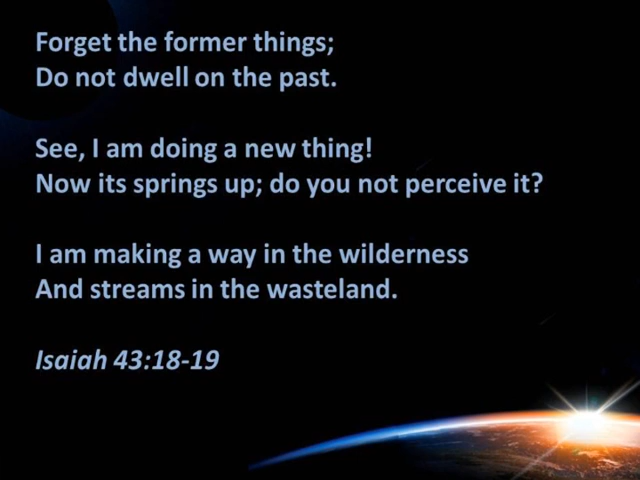 Forget the former things;
Do not dwell on the past.
See, I am doing a new thing!
Now its springs up; do you not perceive it?
I am making a way in the wilderness
And streams in the wasteland.
Isaiah 43:18-19